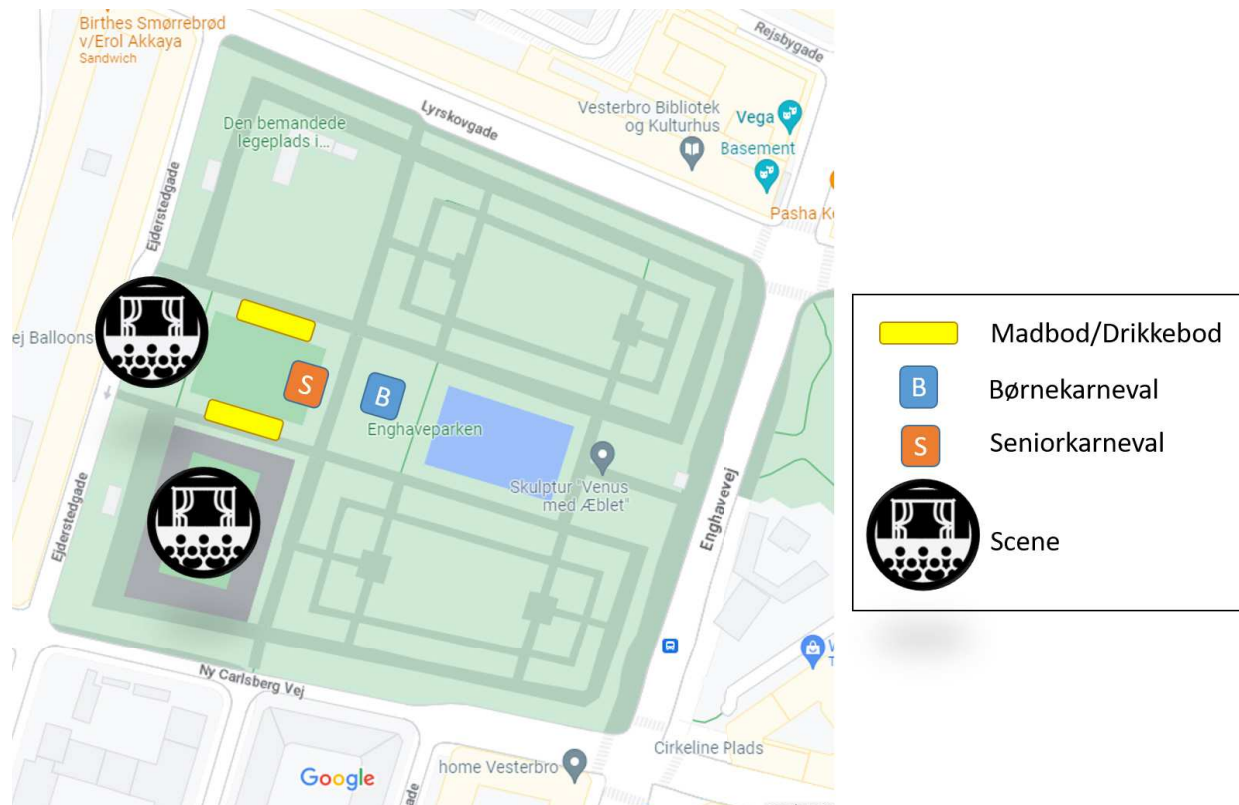 Birthes Smørrebrød
v/Erol Akkaya
Sandwich
Rejsbygade
Lyrskovgade
Vesterbro Bibliotek
og Kulturhus
Vega
Basement
Den bemandede
legeplads i...
Ejderstedgade
ej Balloons
S
B
Enghaveparken
Skulptur "Venus
med Æblet"
Enghavevej
Ejderstedgade
Ny Carlsberg Vej
Cirkeline Plads
home Vesterbro
Google
Madbod/Drikkebod
B
Børnekarneval
S
Seniorkarneval
Scene